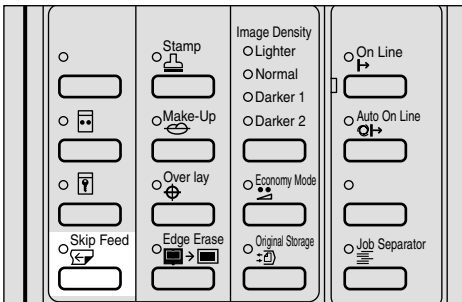 Stamp
Make-Up
Over lay
Edge Erase
Skip Feed
Image Density
Lighter
Normal
Darker 1
Darker 2
Economy Mode
Original Storage
On Line
Auto On Line
Job Separator